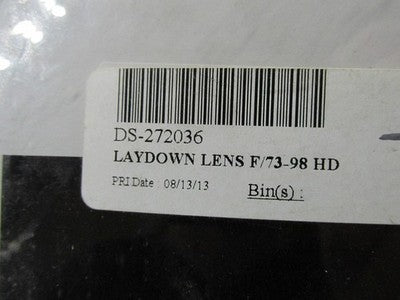 DS-272036
LAYDOWN LENS F/73-98 HD
PRI Date : 08/13/13 Bin(s) :